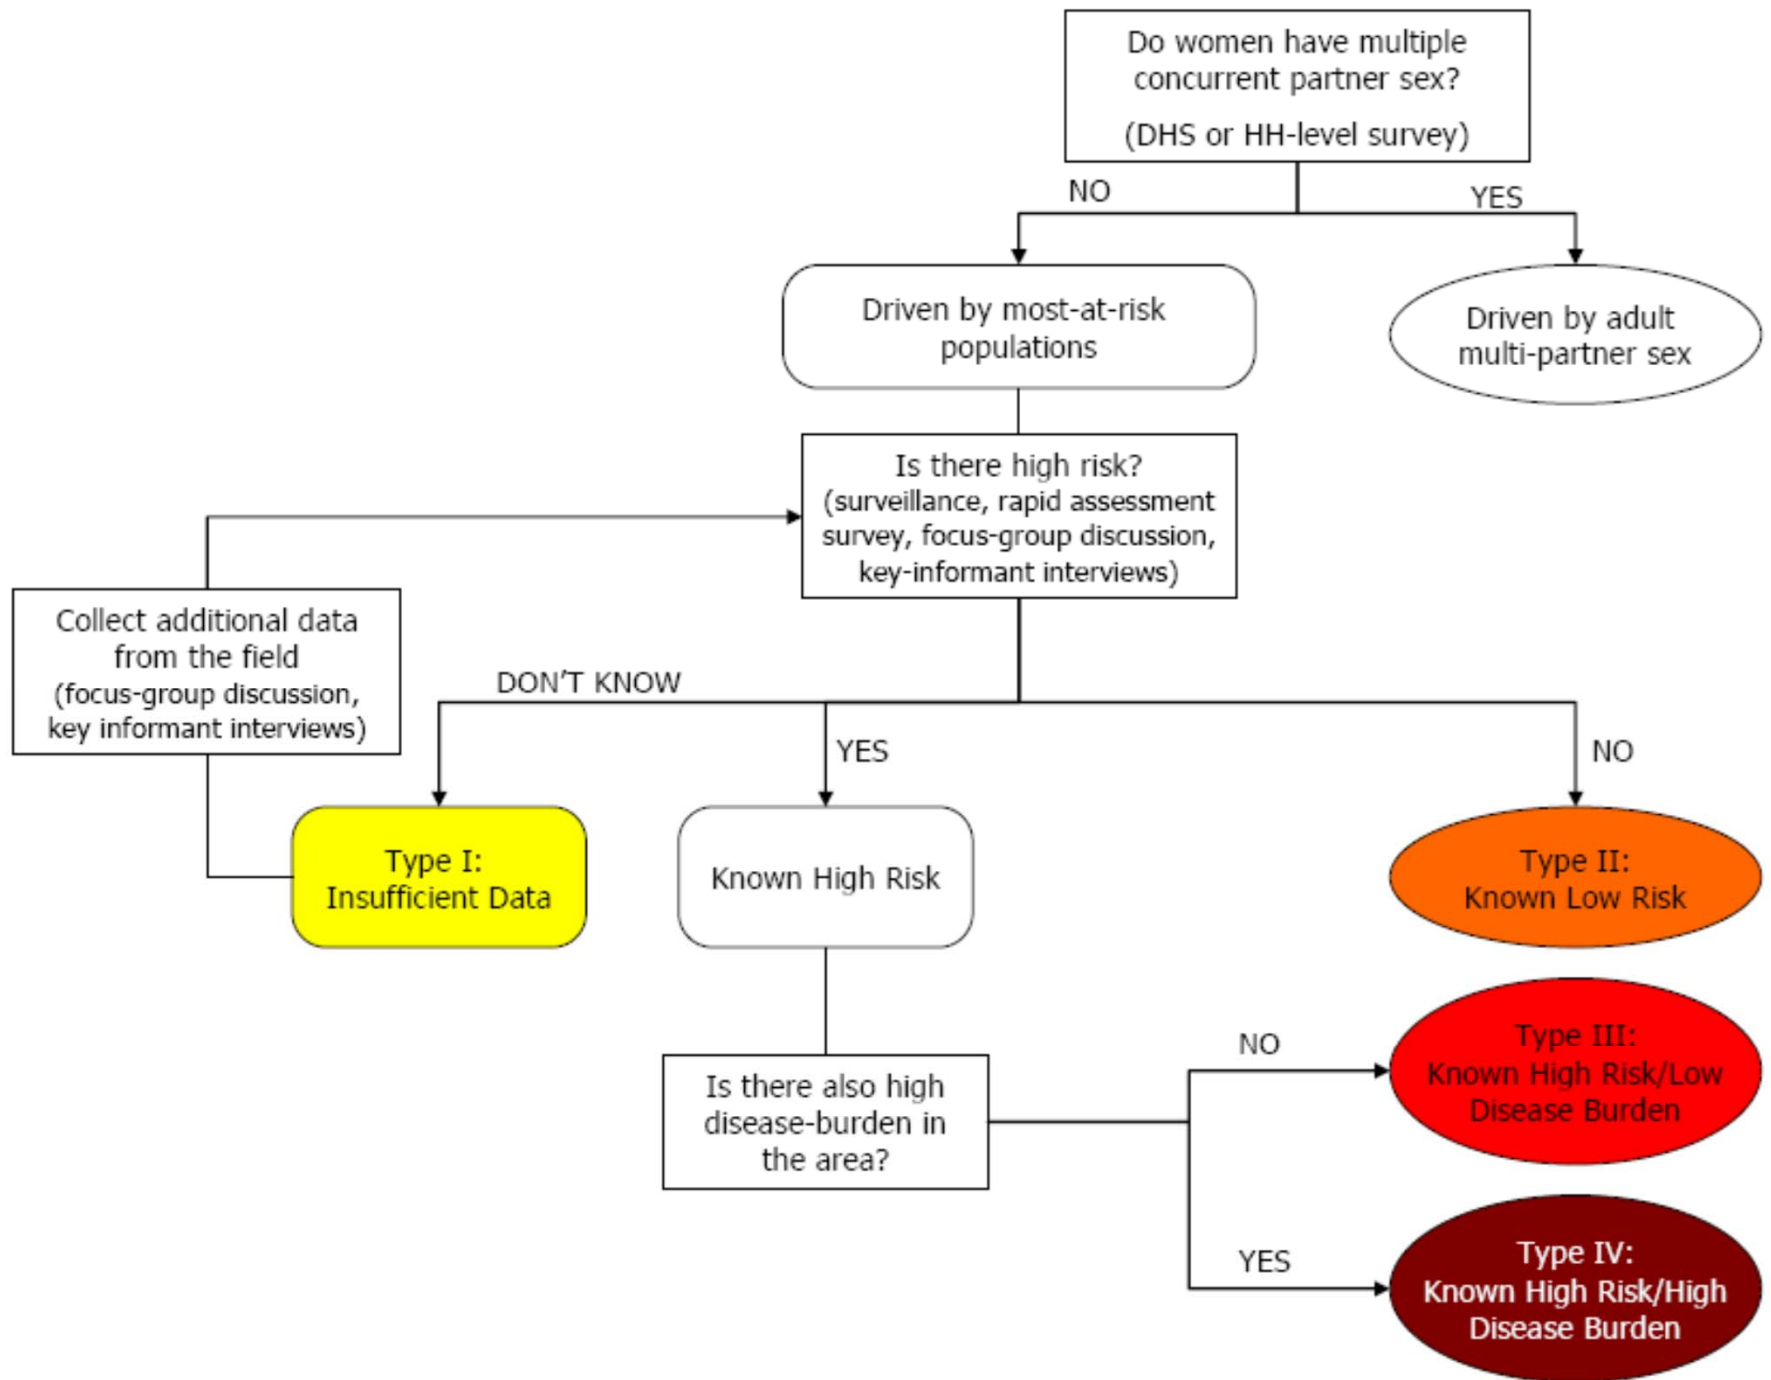 Do women have multiple
concurrent partner sex?
(DHS or HH-level survey)
NO
YES
Driven by most-at-risk
populations
Driven by adult
multi-partner sex
Is there high risk?
(surveillance, rapid assessment
survey, focus-group discussion,
key-informant interviews)
Collect additional data
from the field
(focus-group discussion,
key informant interviews)
DON'T KNOW
YES
NO
Type I:
Insufficient Data
Known High Risk
Type II:
Known Low Risk
Is there also high
disease-burden in
the area?
NO
Type III:
Known High Risk/Low
Disease Burden
YES
Type IV:
Known High Risk/High
Disease Burden